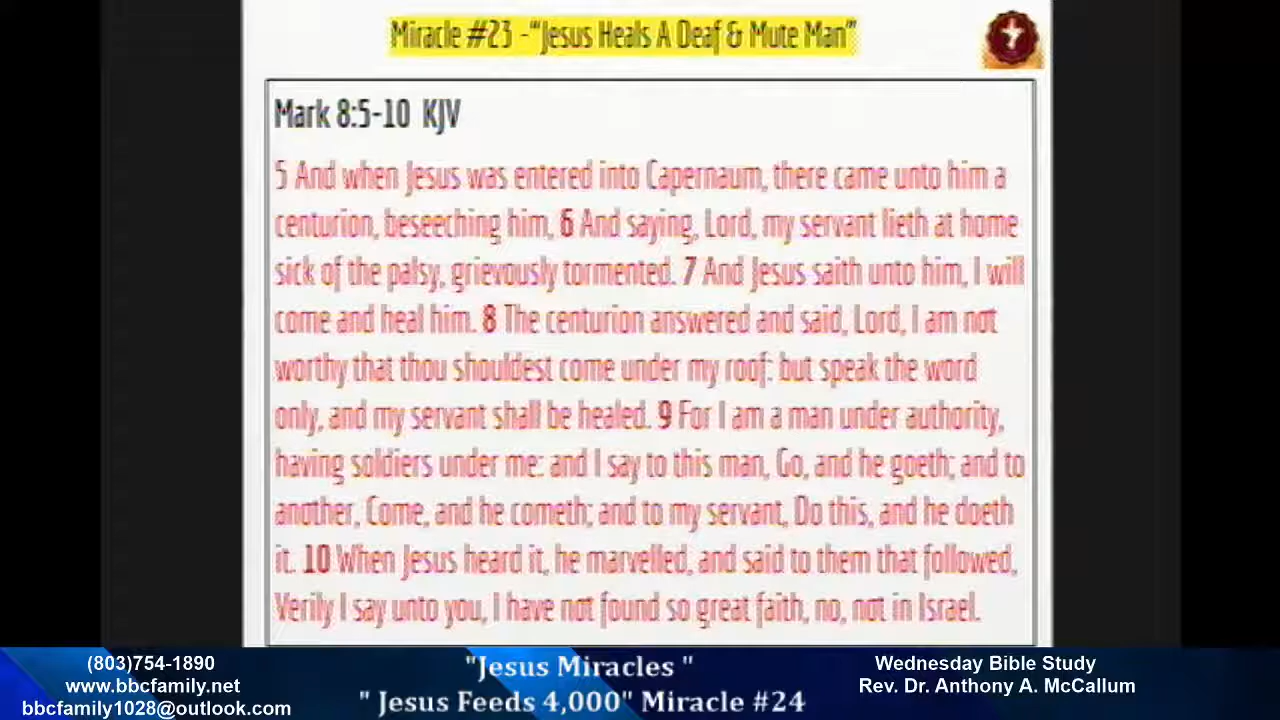 Miracle #23 -“Jesus Heals A Deaf & Mute Man”
Mark 8:5-10 KJV
5 And when Jesus was entered into Capernaum, there came unto him a
centurion, beseeching him, 6 And saying, Lord, my servant lieth at home
sick of the palsy, grievously tormented. 7 And Jesus saith unto him, I will
come and heal him. 8 The centurion answered and said, Lord, I am not
worthy that thou shouldest come under my roof: but speak the word
only, and my servant shall be healed. 9 For I am a man under authority,
having soldiers under me: and I say to this man, Go, and he goeth; and to
another, Come, and he cometh; and to my servant, Do this, and he doeth
it. 10 When Jesus heard it, he marvelled, and said to them that followed,
Verily I say unto you, I have not found so great faith, no, not in Israel.
(803)754-1890
www.bbcfamily.net
bbcfamily1028@outlook.com
"Jesus Miracles "
" Jesus Feeds 4,000" Miracle #24
Wednesday Bible Study
Rev. Dr. Anthony A. McCallum